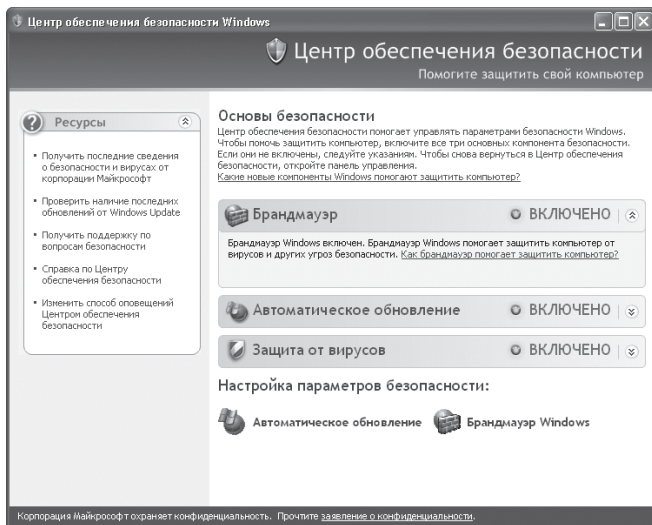 Центр обеспечения безопасности Windows
Центр обеспечения безопасности
Помогите защитить свой компьютер
Ресурсы
Получить последние сведения
о безопасности и вирусах от
корпорации Майкрософт
Проверить наличие последних
обновлений от Windows Update
Получить поддержку по
вопросам безопасности
Справка по Центру
обеспечения безопасности
Изменить способ оповещений
Центром обеспечения
безопасности
Основы безопасности
Центр обеспечения безопасности помогает управлять параметрами безопасности Windows.
Чтобы помочь защитить компьютер, включите все три основных компонента безопасности.
Если они не включены, следуйте указаниям. Чтобы снова вернуться в Центр обеспечения
безопасности, откройте панель управления.
Какие новые компоненты Windows помогают защитить компьютер?
Брандмауэр ВКЛЮЧЕНО
Брандмауэр Windows включен. Брандмауэр Windows помогает защитить компьютер от
вирусов и других угроз безопасности. Как брандмауэр помогает защитить компьютер?
Автоматическое обновление ВКЛЮЧЕНО
Защита от вирусов ВКЛЮЧЕНО
Настройка параметров безопасности:
Автоматическое обновление Брандмауэр Windows
Корпорация Майкрософт охраняет конфиденциальность. Прочтите заявление о конфиденциальности.